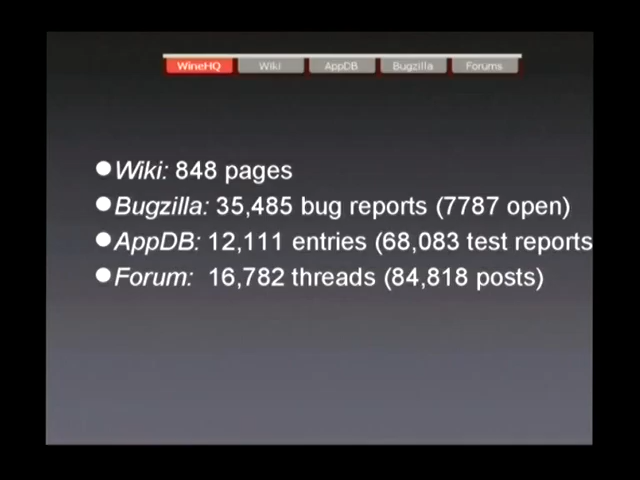 WineHQ Wiki AppDB Bugzilla Forums
Wiki: 848 pages
Bugzilla: 35,485 bug reports (7787 open)
AppDB: 12,111 entries (68,083 test reports
Forum: 16,782 threads (84,818 posts)